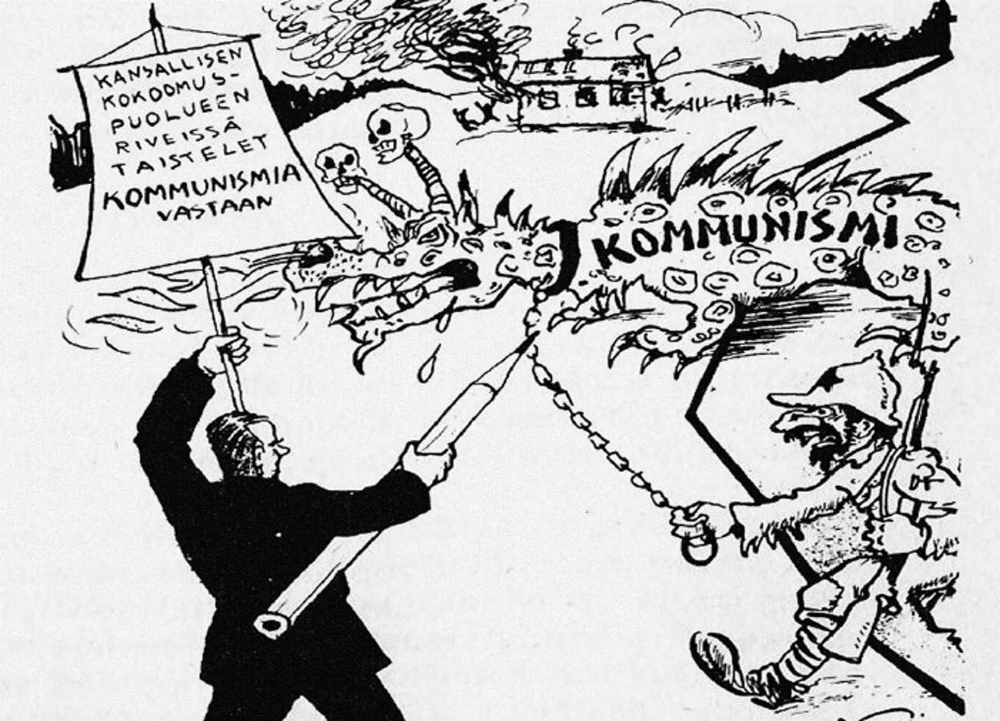 KANSALLISEN
KOKOOMUS-
PUOLUEEN
RIVEISSÄ
TAISTELET
KOMMUNISMIA
VASTAAN
KOMMUNISMI